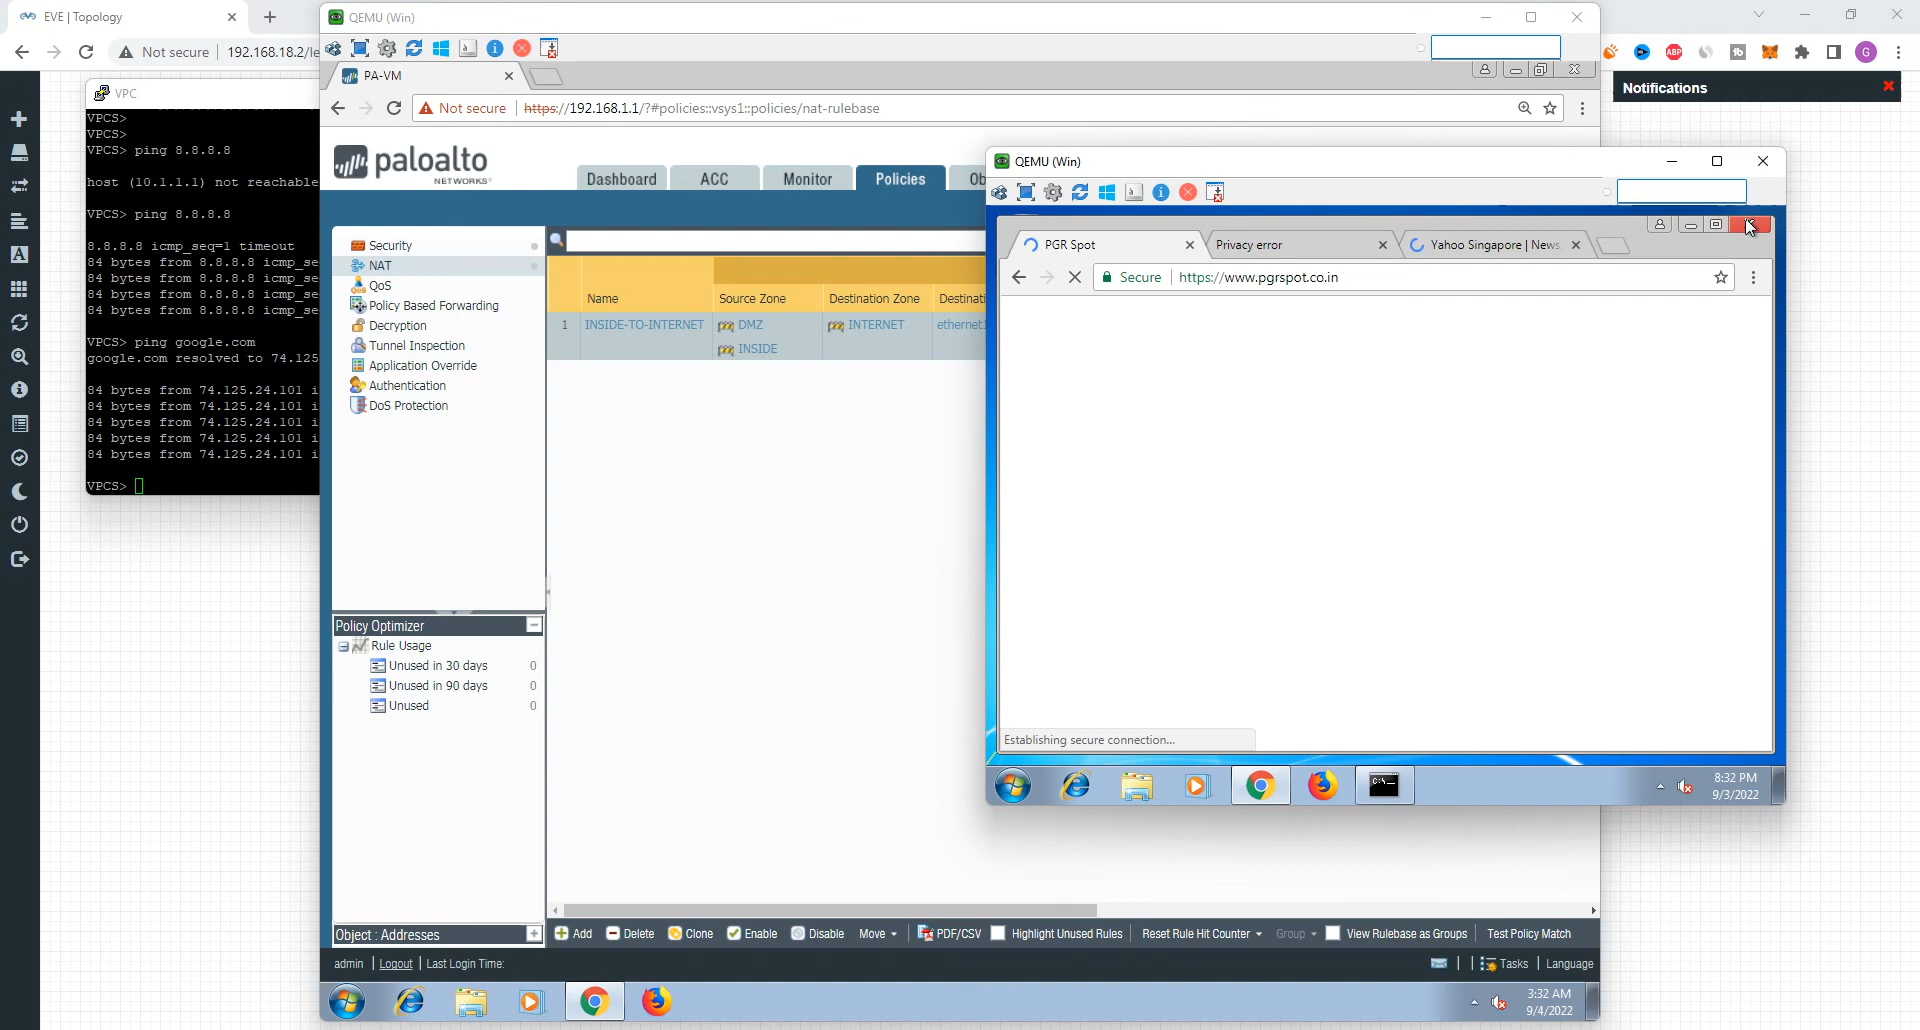 EVE | Topology
Not secure
192.168.18.2/le
VPC
VPCS>
VPCS>
VPCS> ping 8.8.8.8
host (10.1.1.1) not reachable
VPCS> ping 8.8.8.8
8.8.8.8 icmp_seq=1 timeout
84 bytes from 8.8.8.8 icmp_se
84 bytes from 8.8.8.8 icmp_se
84 bytes from 8.8.8.8 icmp_se
84 bytes from 8.8.8.8 icmp_se
VPCS> ping google.com
google.com resolved to 74.125
84 bytes from 74.125.24.101 i
84 bytes from 74.125.24.101 i
84 bytes from 74.125.24.101 i
84 bytes from 74.125.24.101 i
84 bytes from 74.125.24.101 i
VPCS>
QEMU (Win)
PA-VM
Not secure
https://192.168.1.1/?#policies::vsys1::policies/nat-rulebase
paloalto
NETWORKS
Dashboard
ACC
Monitor
Policies
Ob
Security
NAT
QoS
Policy Based Forwarding
Decryption
Tunnel Inspection
Application Override
Authentication
DoS Protection
Name
Source Zone
Destination Zone
Destinati
1
INSIDE-TO-INTERNET
DMZ
INSIDE
INTERNET
ethernet1
Policy Optimizer
Rule Usage
Unused in 30 days 0
Unused in 90 days 0
Unused 0
Object : Addresses
Add
Delete
Clone
Enable
Disable
Move
PDF/CSV
Highlight Unused Rules
Reset Rule Hit Counter
Group
View Rulebase as Groups
Test Policy Match
admin
Logout
Last Login Time:
Tasks
Language
3:32 AM
9/4/2022
QEMU (Win)
PGR Spot
Privacy error
Yahoo Singapore | News
Secure
https://www.pgrspot.co.in
Establishing secure connection...
8:32 PM
9/3/2022
Notifications
ABP
G